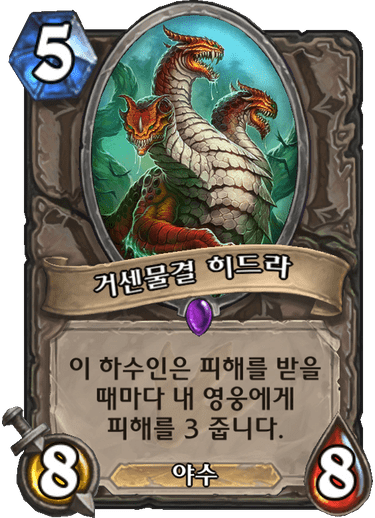 5
거센물결 히드라
이 하수인은 피해를 받을
때마다 내 영웅에게
피해를 3 줍니다.
8
야수
8